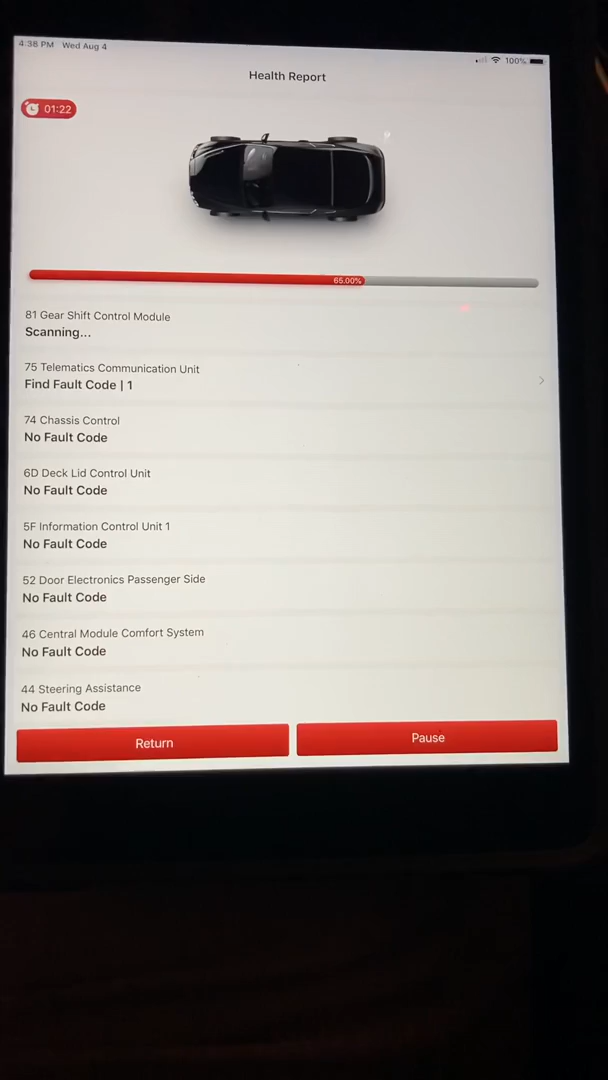 4:38 PM Wed Aug 4
100%
Health Report
01:22
65.00%
81 Gear Shift Control Module
Scanning...
75 Telematics Communication Unit
Find Fault Code | 1
74 Chassis Control
No Fault Code
6D Deck Lid Control Unit
No Fault Code
5F Information Control Unit 1
No Fault Code
52 Door Electronics Passenger Side
No Fault Code
46 Central Module Comfort System
No Fault Code
44 Steering Assistance
No Fault Code
Return
Pause